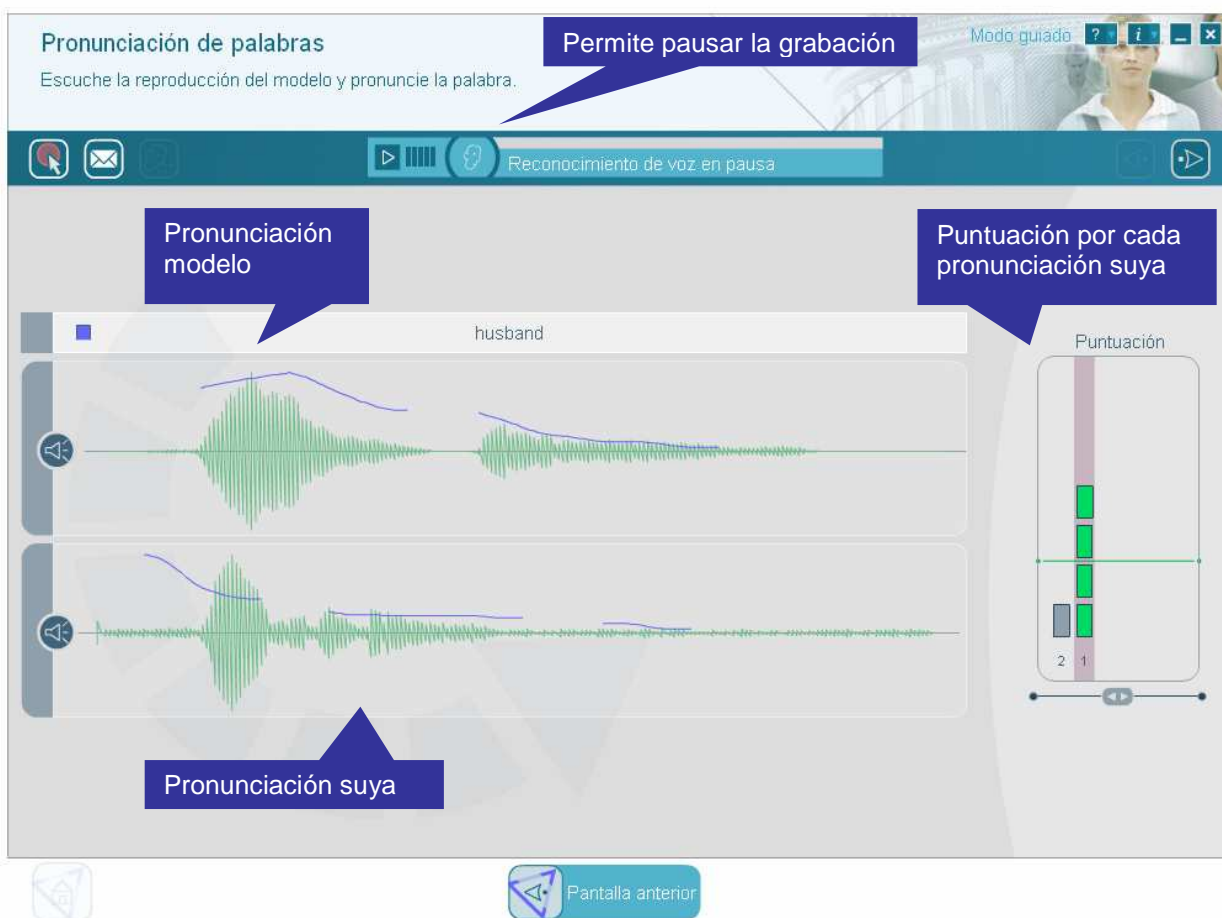 Pronunciación de palabras
Permite pausar la grabación
Modo guiado ? i
Escuche la reproducción del modelo y pronuncie la palabra.
Reconocimiento de voz en pausa
Pronunciación
modelo
Puntuación por cada
pronunciación suya
husband
Puntuación
2 1
Pronunciación suya
Pantalla anterior